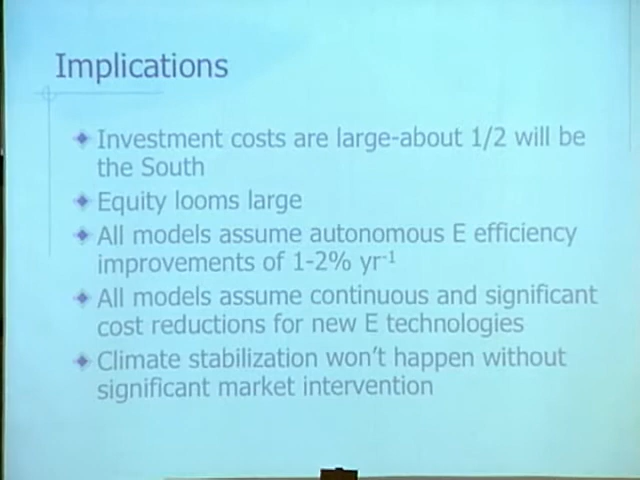 Implications
Investment costs are large-about 1/2 will be
the South
Equity looms large
All models assume autonomous E efficiency
improvements of 1-2% yr-1
All models assume continuous and significant
cost reductions for new E technologies
Climate stabilization won't happen without
significant market intervention